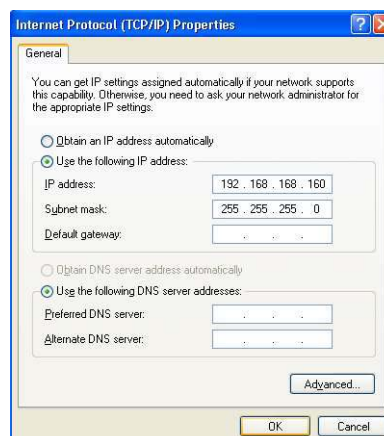 Internet Protocol (TCP/IP) Properties
General
You can get IP settings assigned automatically if your network supports
this capability. Otherwise, you need to ask your network administrator for
the appropriate IP settings.
Obtain an IP address automatically
Use the following IP address:
IP address: 192 . 168 . 168 . 160
Subnet mask: 255 . 255 . 255 . 0
Default gateway: . . .
Obtain DNS server address automatically
Use the following DNS server addresses:
Preferred DNS server: . . .
Alternate DNS server: . . .
Advanced...
OK Cancel